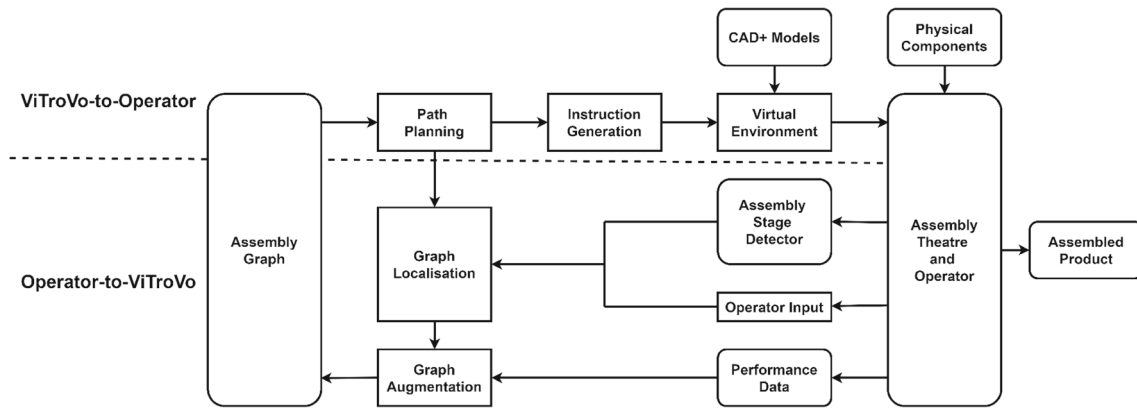 CAD+ Models
Physical
Components
ViTroVo-to-Operator
Path
Planning
Instruction
Generation
Virtual
Environment
Assembly
Graph
Operator-to-ViTroVo
Graph
Localisation
Assembly
Stage
Detector
Operator Input
Assembly
Theatre
and
Operator
Assembled
Product
Graph
Augmentation
Performance
Data